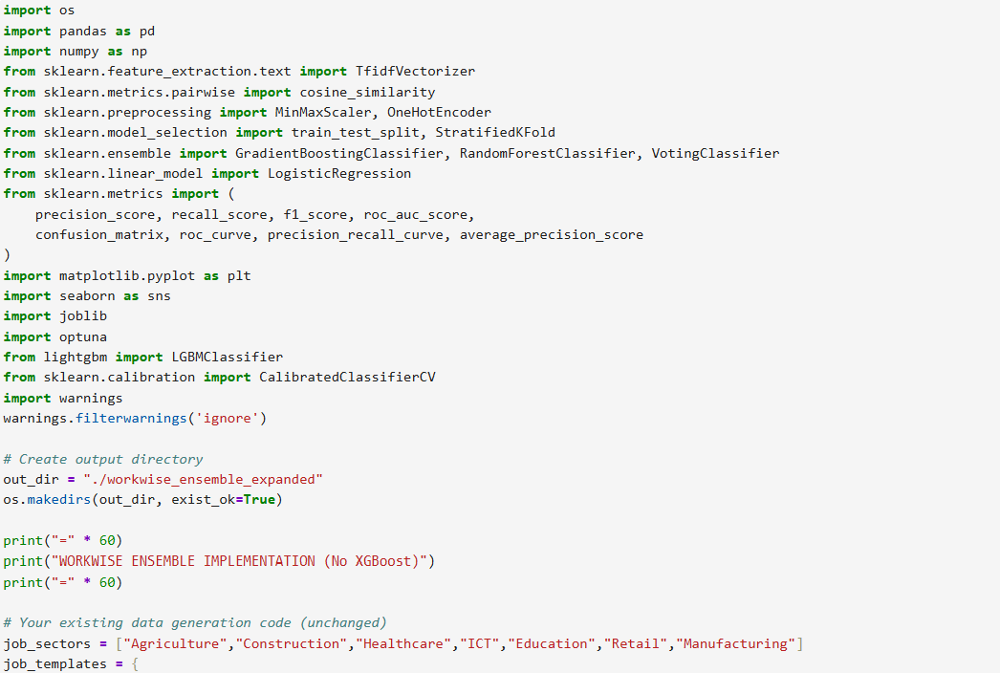 import os
import pandas as pd
import numpy as np
from sklearn.feature_extraction.text import TfidfVectorizer
from sklearn.metrics.pairwise import cosine_similarity
from sklearn.preprocessing import MinMaxScaler, OneHotEncoder
from sklearn.model_selection import train_test_split, StratifiedKFold
from sklearn.ensemble import GradientBoostingClassifier, RandomForestClassifier, VotingClassifier
from sklearn.linear_model import LogisticRegression
from sklearn.metrics import (
    precision_score, recall_score, f1_score, roc_auc_score,
    confusion_matrix, roc_curve, precision_recall_curve, average_precision_score
)
import matplotlib.pyplot as plt
import seaborn as sns
import joblib
import optuna
from lightgbm import LGBMClassifier
from sklearn.calibration import CalibratedClassifierCV
import warnings
warnings.filterwarnings('ignore')

# Create output directory
out_dir = "./workwise_ensemble_expanded"
os.makedirs(out_dir, exist_ok=True)

print("=" * 60)
print("WORKWISE ENSEMBLE IMPLEMENTATION (No XGBoost)")
print("=" * 60)

# Your existing data generation code (unchanged)
job_sectors = ["Agriculture","Construction","Healthcare","ICT","Education","Retail","Manufacturing"]
job_templates = {